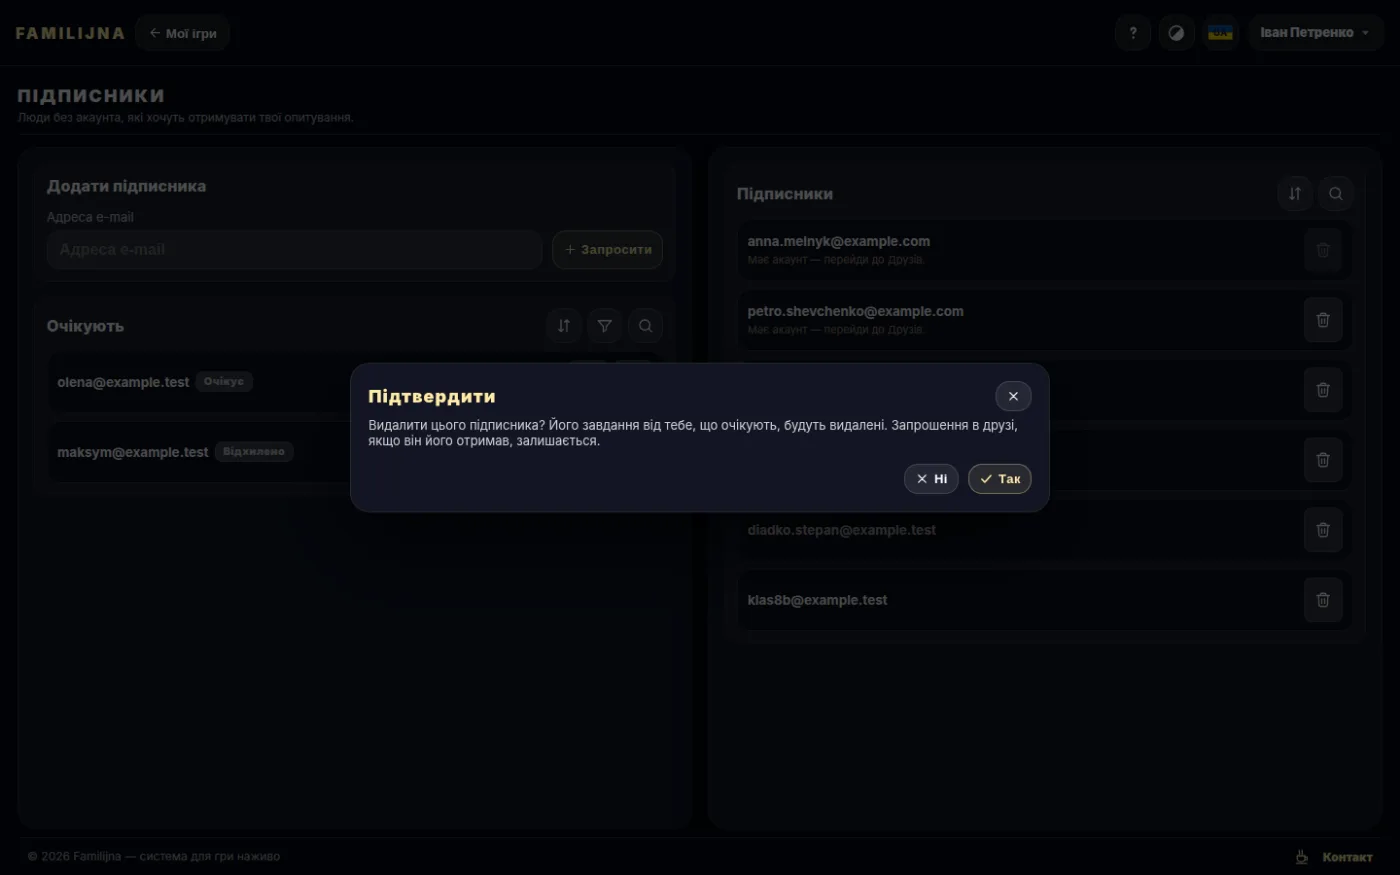 FAMILIJNA
← Мої ігри
?
Іван Петренко
ПІДПИСНИКИ
Люди без акаунта, які хочуть отримувати твої опитування.
Додати підписника
Адреса e-mail
Адреса e-mail
+ Запросити
Очікують
olena@example.test Очікує
maksym@example.test Відхилено
Підписники
anna.melnyk@example.com
Має акаунт — перейди до Друзів.
petro.shevchenko@example.com
Має акаунт — перейди до Друзів.
diadko.stepan@example.test
klas8b@example.test
Підтвердити
Видалити цього підписника? Його завдання від тебе, що очікують, будуть видалені. Запрошення в друзі,
якщо він його отримав, залишається.
Ні
Так
© 2026 Familijna — система для гри наживо
Контакт